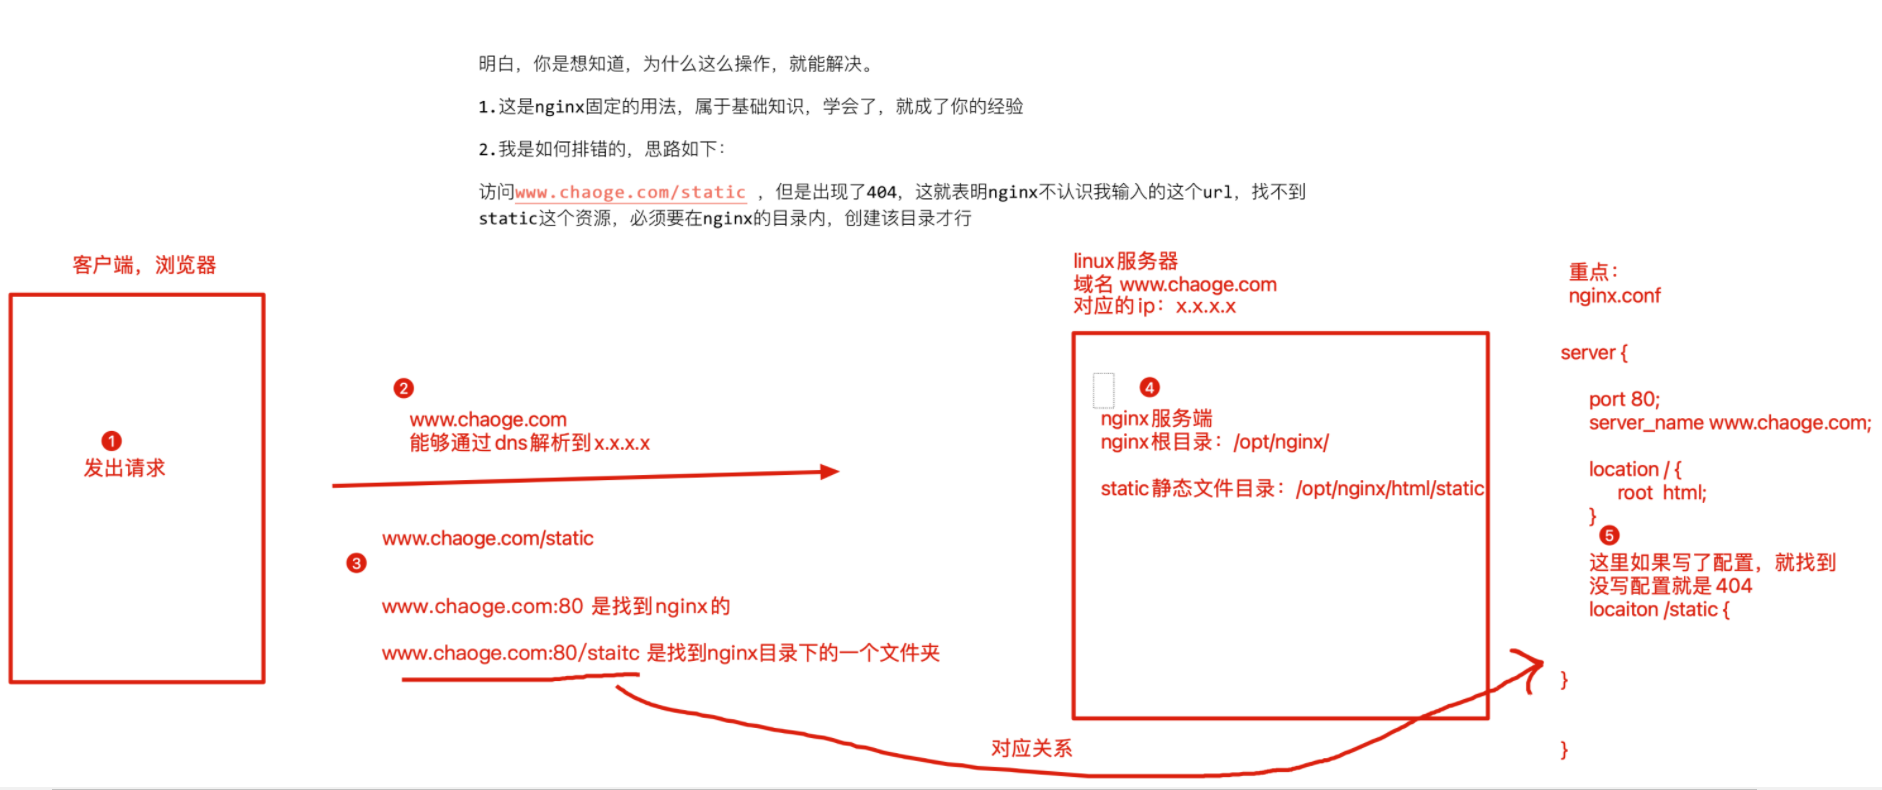 明白，你是想知道，为什么这么操作，就能解决。
1.这是nginx固定的用法，属于基础知识，学会了，就成了你的经验
2.我是如何排错的，思路如下：
访问www.chaoge.com/static ，但是出现了404，这就表明nginx不认识我输入的这个url，找不到
static这个资源，必须要在nginx的目录内，创建该目录才行
客户端，浏览器
1
发出请求
2
www.chaoge.com
能够通过dns解析到x.x.x.x
www.chaoge.com/static
3
www.chaoge.com:80 是找到nginx的
www.chaoge.com:80/staitc 是找到nginx目录下的一个文件夹
对应关系
linux服务器
域名 www.chaoge.com
对应的ip：x.x.x.x
4
nginx服务端
nginx根目录：/opt/nginx/
static静态文件目录：/opt/nginx/html/static
重点：
nginx.conf
server {
port 80;
server_name www.chaoge.com;
location / {
root html;
}
5
这里如果写了配置，就找到
没写配置就是404
locaiton /static {
}
}